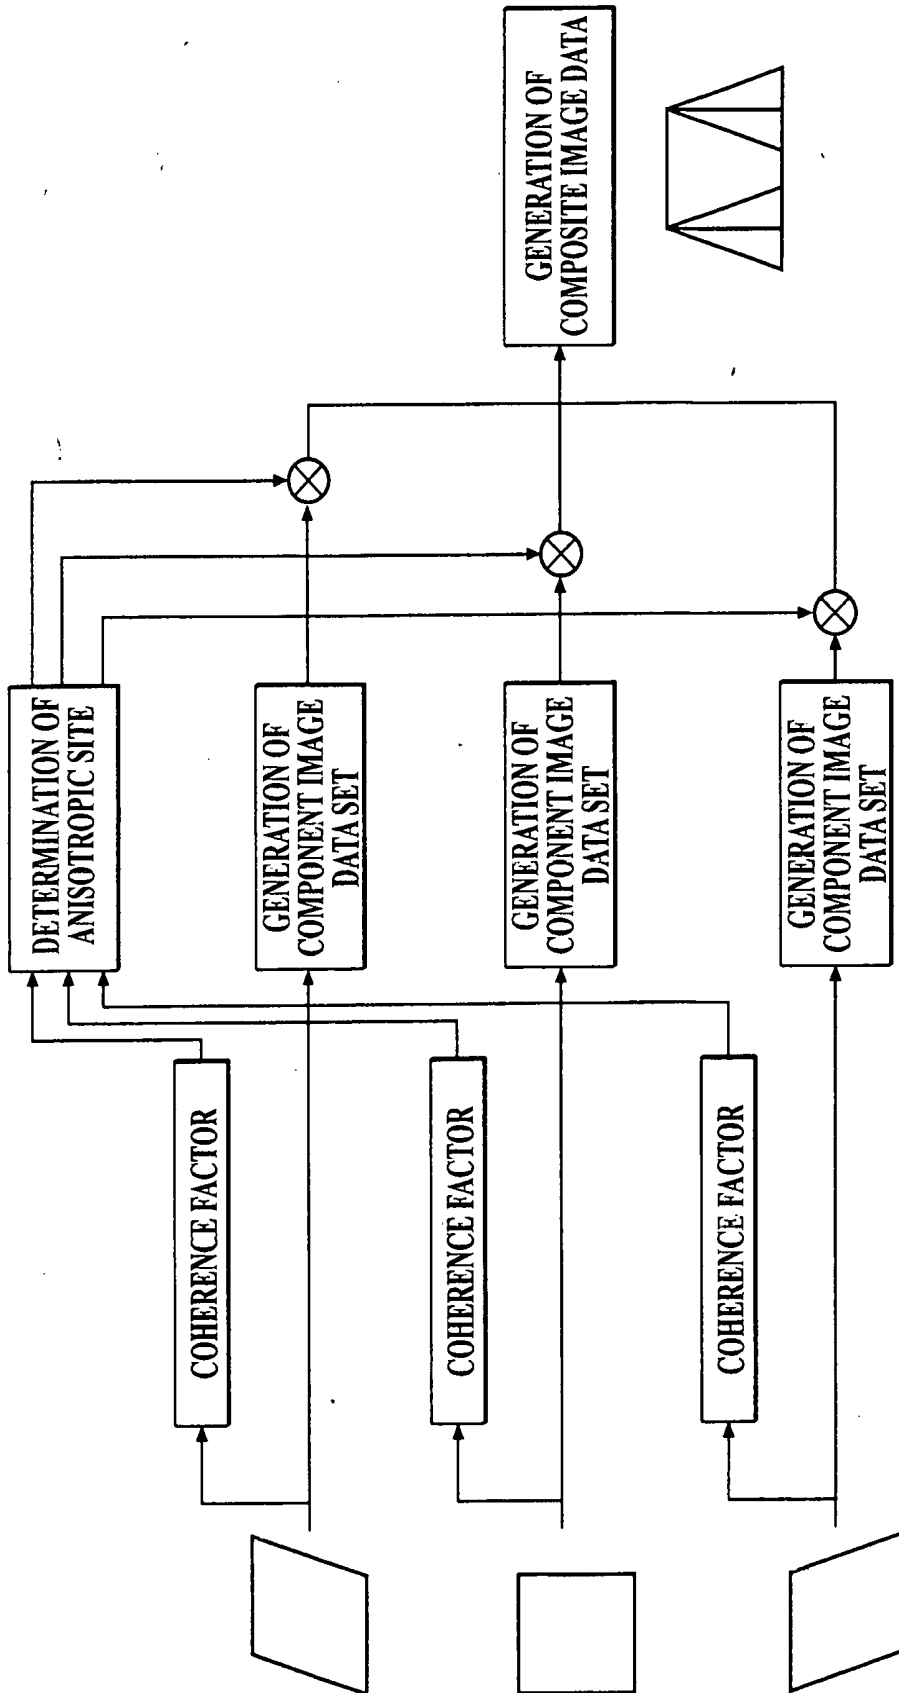 DETERMINATION OF
ANISOTROPIC SITE
COHERENCE FACTOR
GENERATION OF
COMPONENT IMAGE
DATA SET
COHERENCE FACTOR
GENERATION OF
COMPONENT IMAGE
DATA SET
GENERATION OF
COMPOSITE IMAGE DATA
COHERENCE FACTOR
GENERATION OF
COMPONENT IMAGE
DATA SET